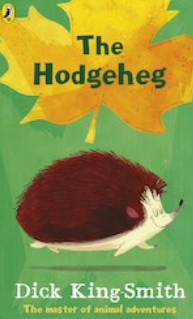 The
Hodgeheg
Dick King-Smith
The master of animal adventures